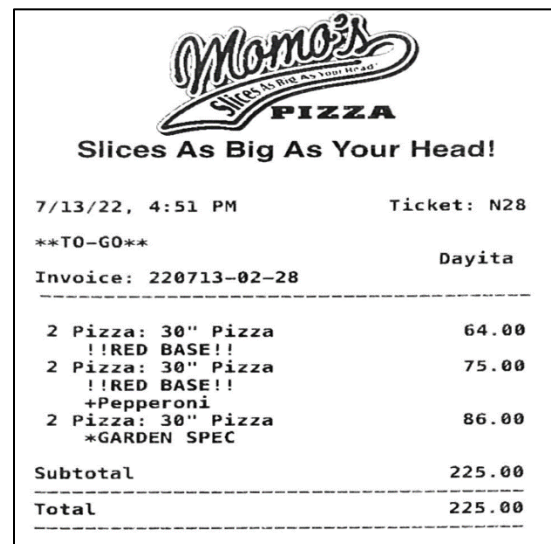 Momo's
Slices As Big As Your Head!
PIZZA
Slices As Big As Your Head!
7/13/22, 4:51 PM Ticket: N28
**TO-GO**
Dayita
Invoice: 220713-02-28
2 Pizza: 30" Pizza 64.00
!!RED BASE!!
2 Pizza: 30" Pizza 75.00
!!RED BASE!!
+Pepperoni
2 Pizza: 30" Pizza 86.00
*GARDEN SPEC
Subtotal 225.00
Total 225.00